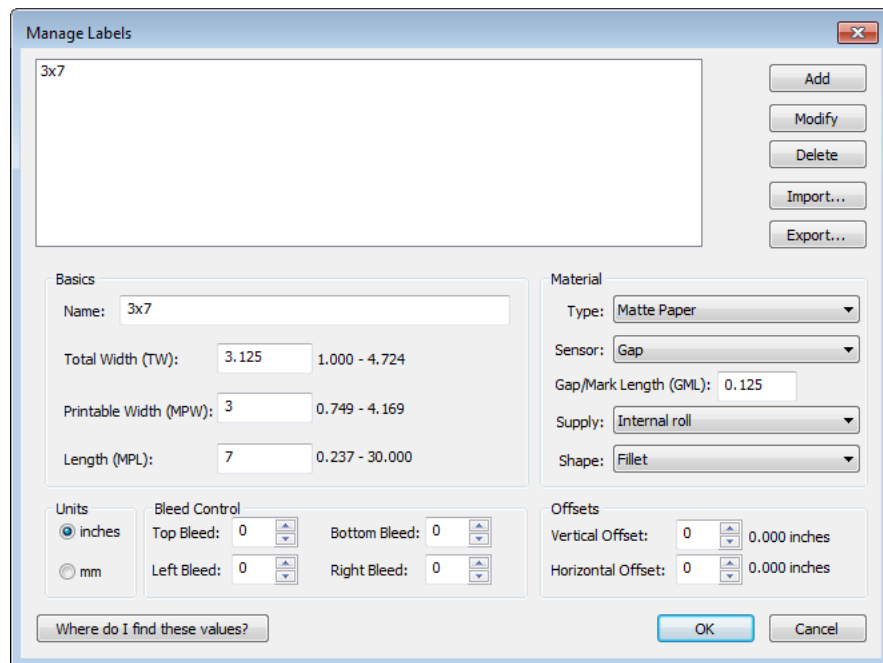 Manage Labels
3x7
Add
Modify
Delete
Import...
Export...
Basics
Name: 3x7
Total Width (TW): 3.125 1.000 - 4.724
Printable Width (MPW): 3 0.749 - 4.169
Length (MPL): 7 0.237 - 30.000
Material
Type: Matte Paper
Sensor: Gap
Gap/Mark Length (GML): 0.125
Supply: Internal roll
Shape: Fillet
Units
inches
mm
Bleed Control
Top Bleed: 0 Bottom Bleed: 0
Left Bleed: 0 Right Bleed: 0
Offsets
Vertical Offset: 0 0.000 inches
Horizontal Offset: 0 0.000 inches
Where do I find these values?
OK
Cancel